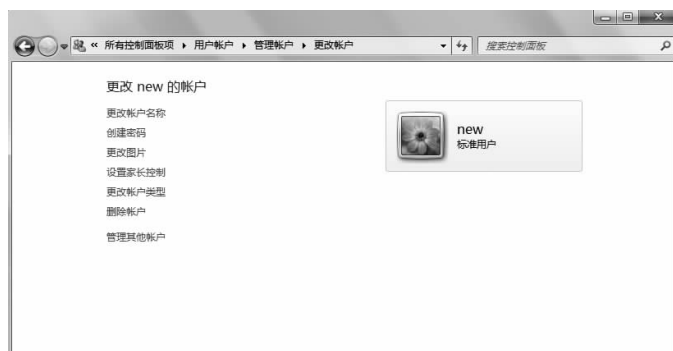 « 所有控制面板项 ▸ 用户帐户 ▸ 管理帐户 ▸ 更改帐户 搜索控制面板
更改 new 的帐户
更改帐户名称
创建密码
更改图片
设置家长控制
更改帐户类型
删除帐户
管理其他帐户
new
标准用户